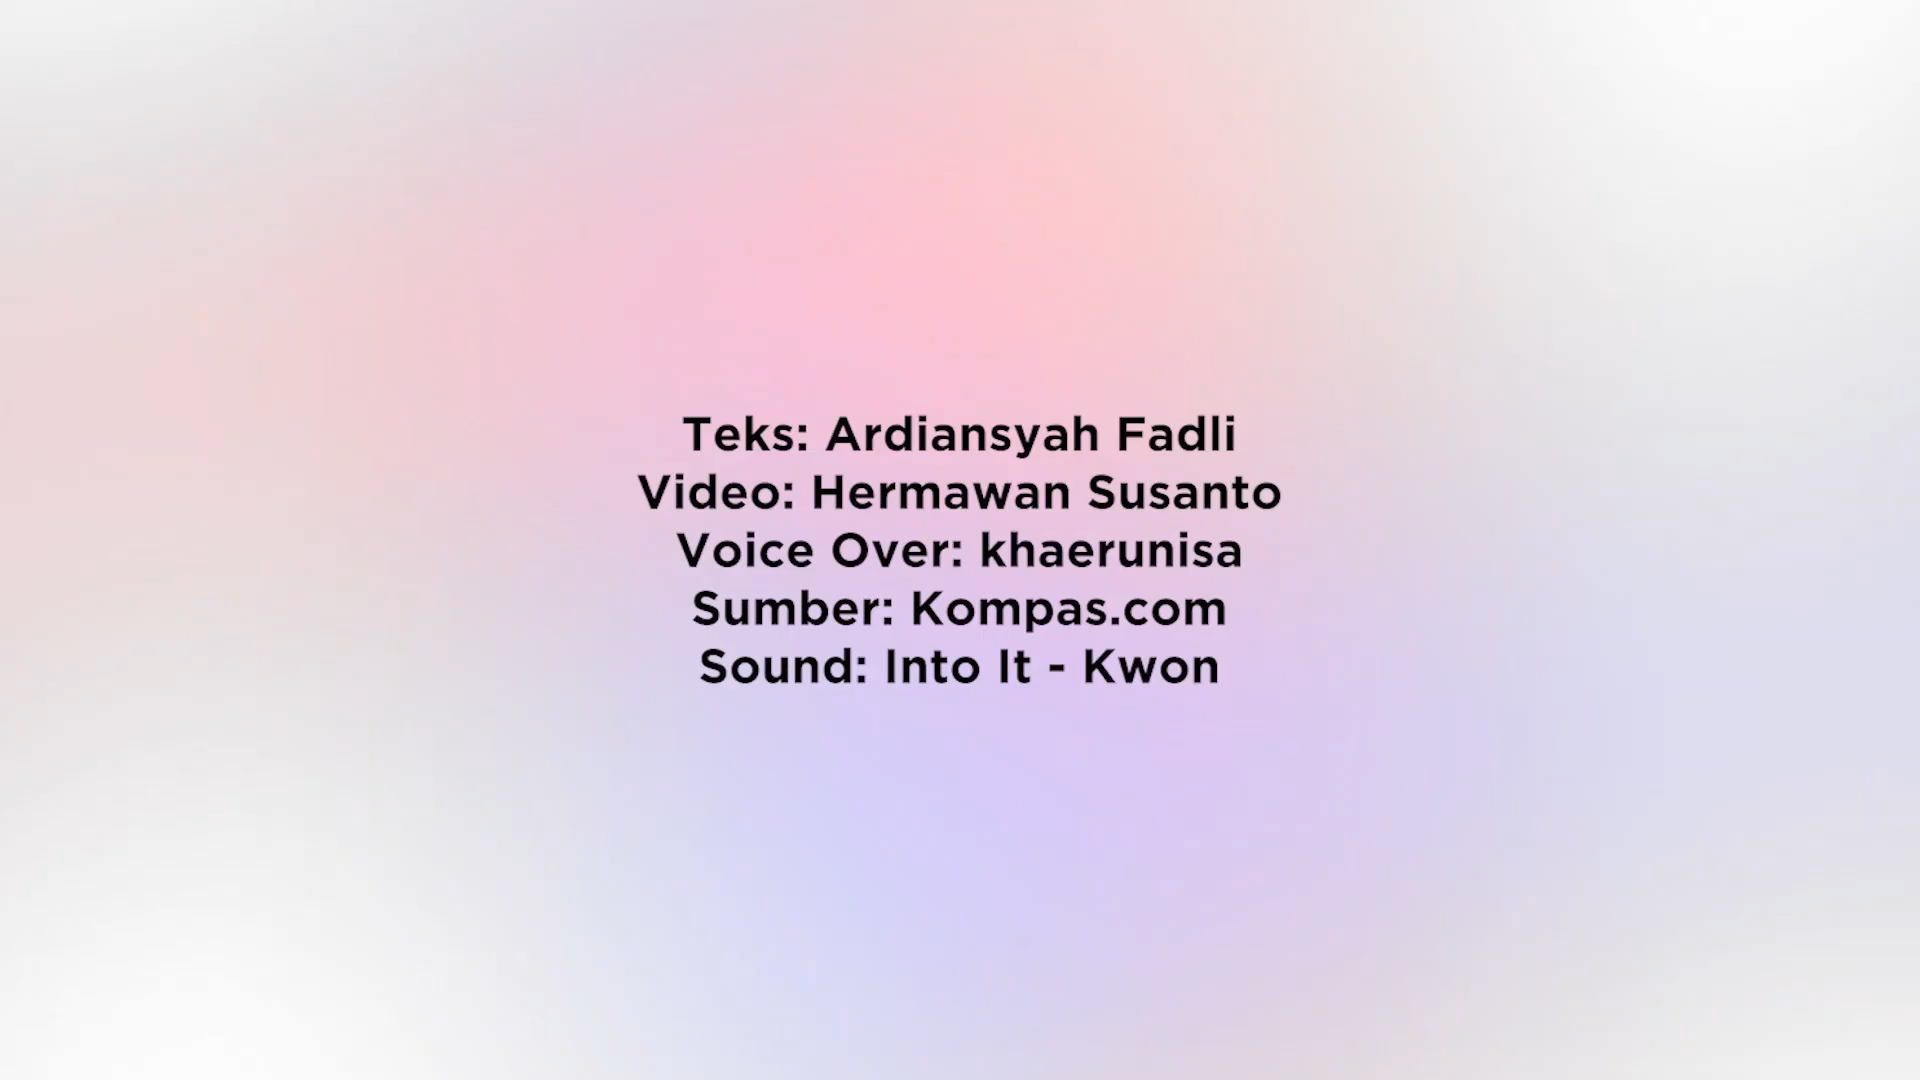 Teks: Ardiansyah Fadli
Video: Hermawan Susanto
Voice Over: khaerunisa
Sumber: Kompas.com
Sound: Into It - Kwon